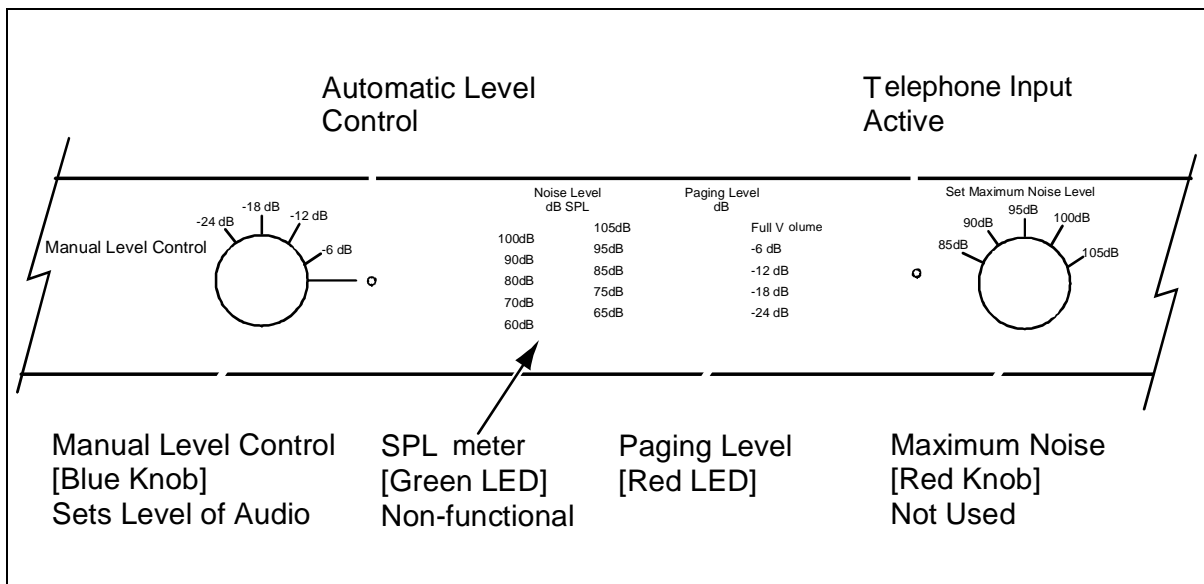 Automatic Level
Control
Telephone Input
Active
Manual Level Control
-24 dB
-18 dB
-12 dB
-6 dB
Noise Level
dB SPL
100dB
90dB
80dB
70dB
60dB
105dB
95dB
85dB
75dB
65dB
Paging Level
dB
Full V olume
-6 dB
-12 dB
-18 dB
-24 dB
Set Maximum Noise Level
85dB
90dB
95dB
100dB
105dB
Manual Level Control
[Blue Knob]
Sets Level of Audio
SPL meter
[Green LED]
Non-functional
Paging Level
[Red LED]
Maximum Noise
[Red Knob]
Not Used